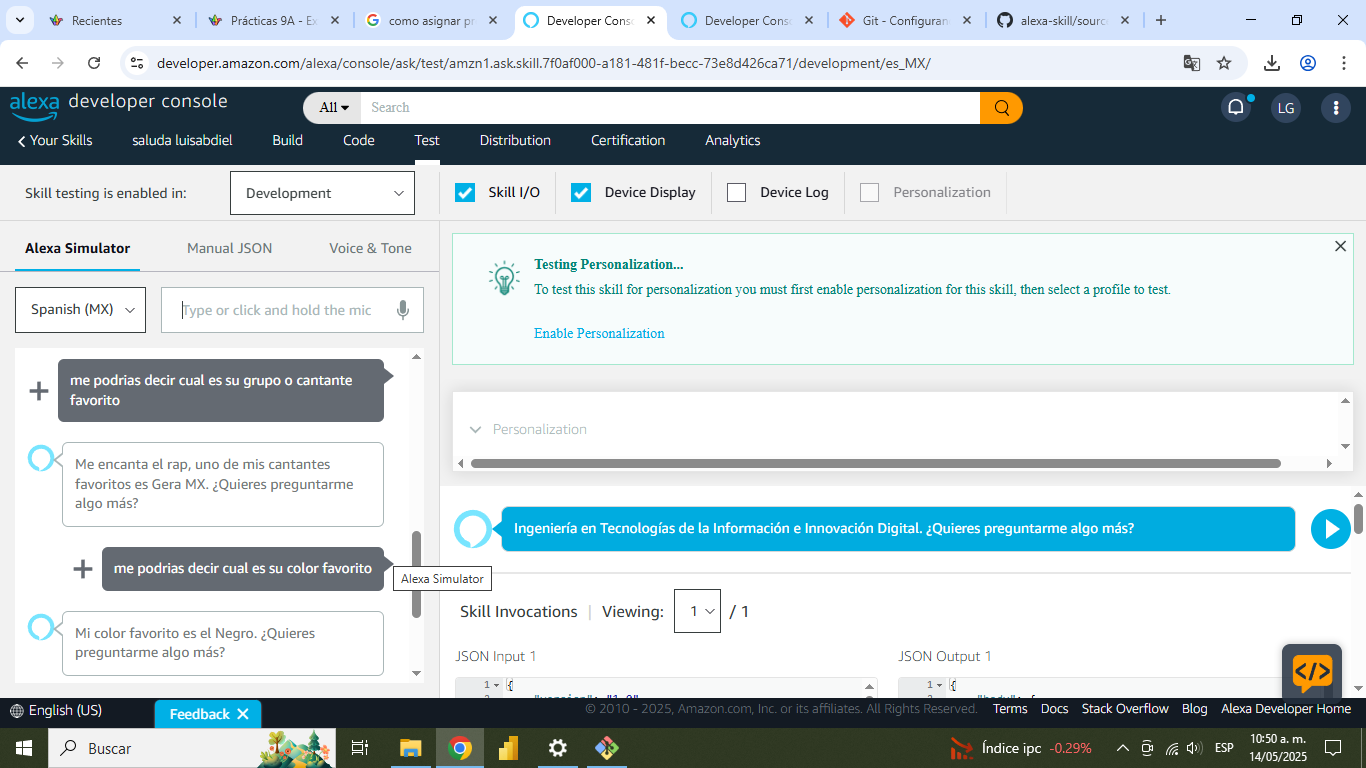 Recientes
Prácticas 9A - Ex
como asignar pr
Developer Cons
Developer Cons
Git - Configuran
alexa-skill/sourc
developer.amazon.com/alexa/console/ask/test/amzn1.ask.skill.7f0af000-a181-481f-becc-73e8d426ca71/development/es_MX/
alexa developer console
All
Search
LG
Your Skills
saluda luisabdiel
Build
Code
Test
Distribution
Certification
Analytics
Skill testing is enabled in:
Development
Skill I/O
Device Display
Device Log
Personalization
Alexa Simulator
Manual JSON
Voice & Tone
Spanish (MX)
Type or click and hold the mic
me podrias decir cual es su grupo o cantante
favorito
Me encanta el rap, uno de mis cantantes
favoritos es Gera MX. ¿Quieres preguntarme
algo más?
me podrias decir cual es su color favorito
Alexa Simulator
Mi color favorito es el Negro. ¿Quieres
preguntarme algo más?
Testing Personalization...
To test this skill for personalization you must first enable personalization for this skill, then select a profile to test.
Enable Personalization
Personalization
Ingeniería en Tecnologías de la Información e Innovación Digital. ¿Quieres preguntarme algo más?
Skill Invocations | Viewing: 1 / 1
JSON Input 1
1 {
JSON Output 1
1 {
English (US)
Feedback
© 2010 - 2025, Amazon.com, Inc. or its affiliates. All Rights Reserved.
Terms
Docs
Stack Overflow
Blog
Alexa Developer Home
Buscar
Índice ipc -0.29%
ESP
10:50 a. m.
14/05/2025